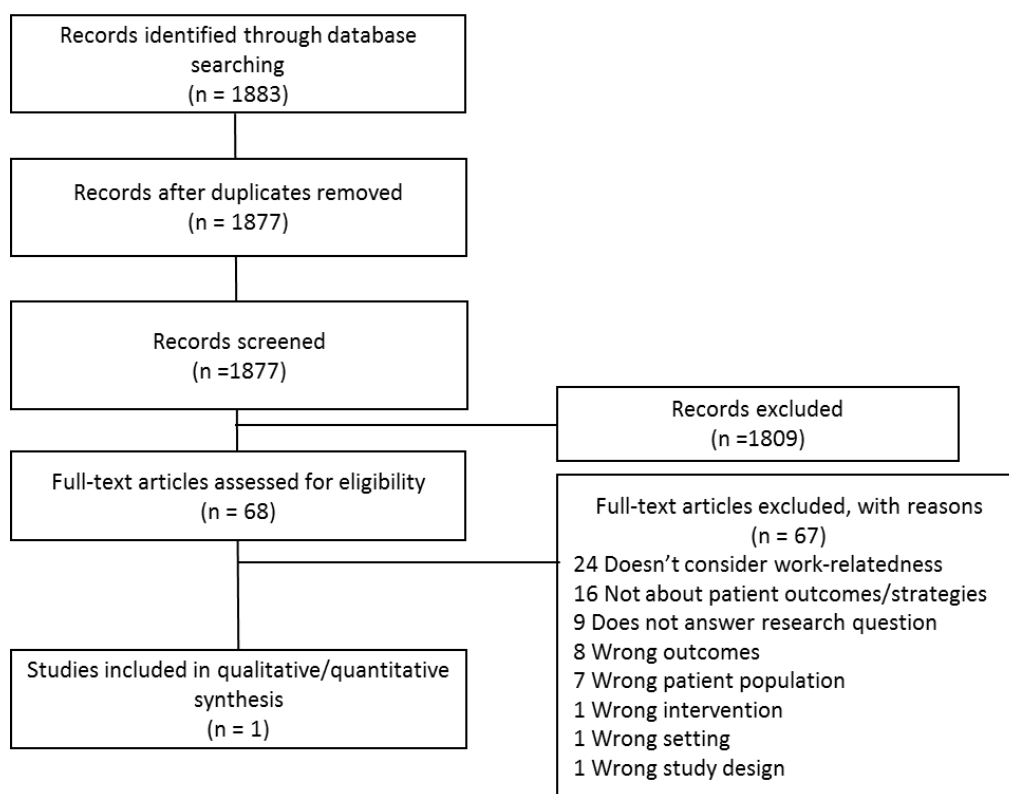 Records identified through database
searching
(n = 1883)
Records after duplicates removed
(n = 1877)
Records screened
(n =1877)
Records excluded
(n =1809)
Full-text articles assessed for eligibility
(n = 68)
Full-text articles excluded, with reasons
(n = 67)
24 Doesn’t consider work-relatedness
16 Not about patient outcomes/strategies
9 Does not answer research question
8 Wrong outcomes
7 Wrong patient population
1 Wrong intervention
1 Wrong setting
1 Wrong study design
Studies included in qualitative/quantitative
synthesis
(n = 1)